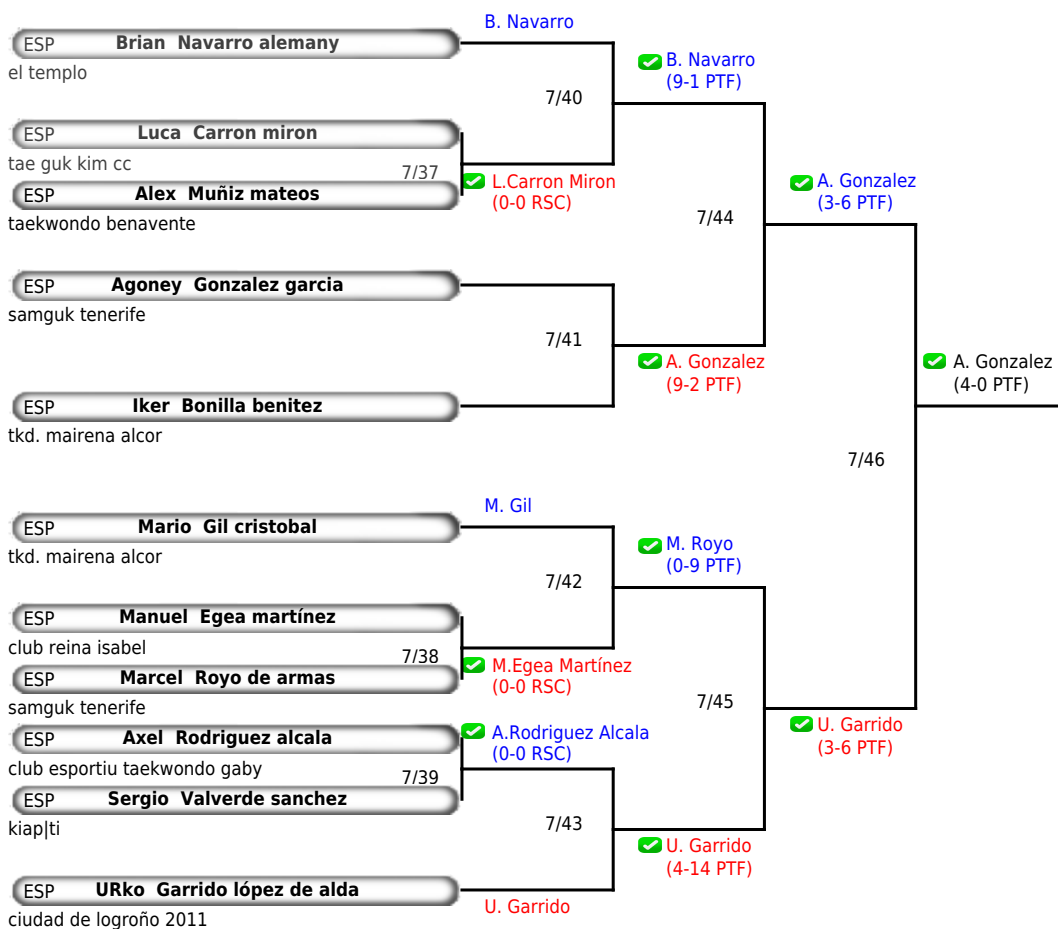 B. Navarro
ESP Brian Navarro alemany
el templo
B. Navarro
(9-1 PTF)
7/40
ESP Luca Carron miron
tae guk kim cc
7/37
L.Carron Miron
(0-0 RSC)
ESP Alex Muñiz mateos
taekwondo benavente
A. Gonzalez
(3-6 PTF)
7/44
ESP Agoney Gonzalez garcia
samguk tenerife
7/41
A. Gonzalez
(9-2 PTF)
A. Gonzalez
(4-0 PTF)
ESP Iker Bonilla benitez
tkd. mairena alcor
7/46
M. Gil
ESP Mario Gil cristobal
tkd. mairena alcor
M. Royo
(0-9 PTF)
7/42
ESP Manuel Egea martínez
club reina isabel
7/38
M.Egea Martínez
(0-0 RSC)
ESP Marcel Royo de armas
samguk tenerife
7/45
U. Garrido
(3-6 PTF)
ESP Axel Rodriguez alcala
club esportiu taekwondo gaby
A.Rodriguez Alcala
(0-0 RSC)
7/39
ESP Sergio Valverde sanchez
kiap|ti
7/43
U. Garrido
(4-14 PTF)
ESP URko Garrido lópez de alda
ciudad de logroño 2011
U. Garrido